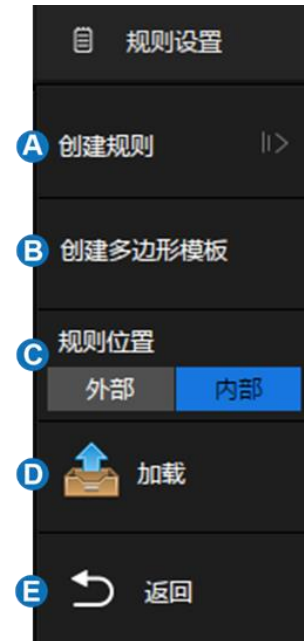 规则设置
A 创建规则
B 创建多边形模板
C 规则位置
外部 内部
D 加载
E 返回